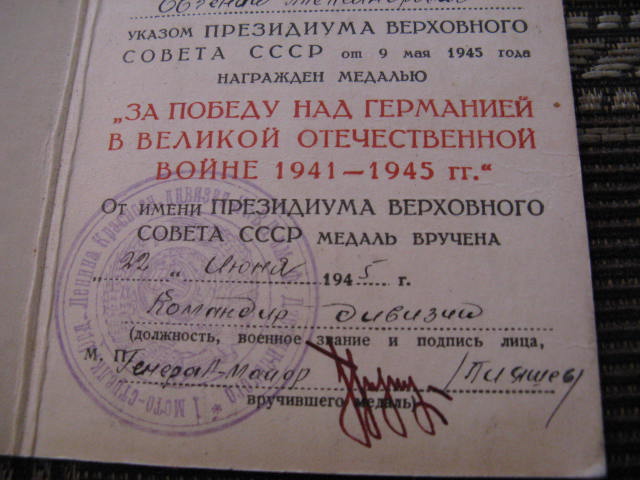 УКАЗОМ ПРЕЗИДИУМА ВЕРХОВНОГО
СОВЕТА СССР от 9 мая 1945 года
НАГРАЖДЕН МЕДАЛЬЮ
„ЗА ПОБЕДУ НАД ГЕРМАНИЕЙ
В ВЕЛИКОЙ ОТЕЧЕСТВЕННОЙ
ВОЙНЕ 1941—1945 гг.“
От имени ПРЕЗИДИУМА ВЕРХОВНОГО
СОВЕТА СССР МЕДАЛЬ ВРУЧЕНА
„22“ Июня 1945 г.
Командир дивизии
(должность, военное звание и подпись лица,
М. П. Генерал-Майор /Пияшев/
вручившего медаль)